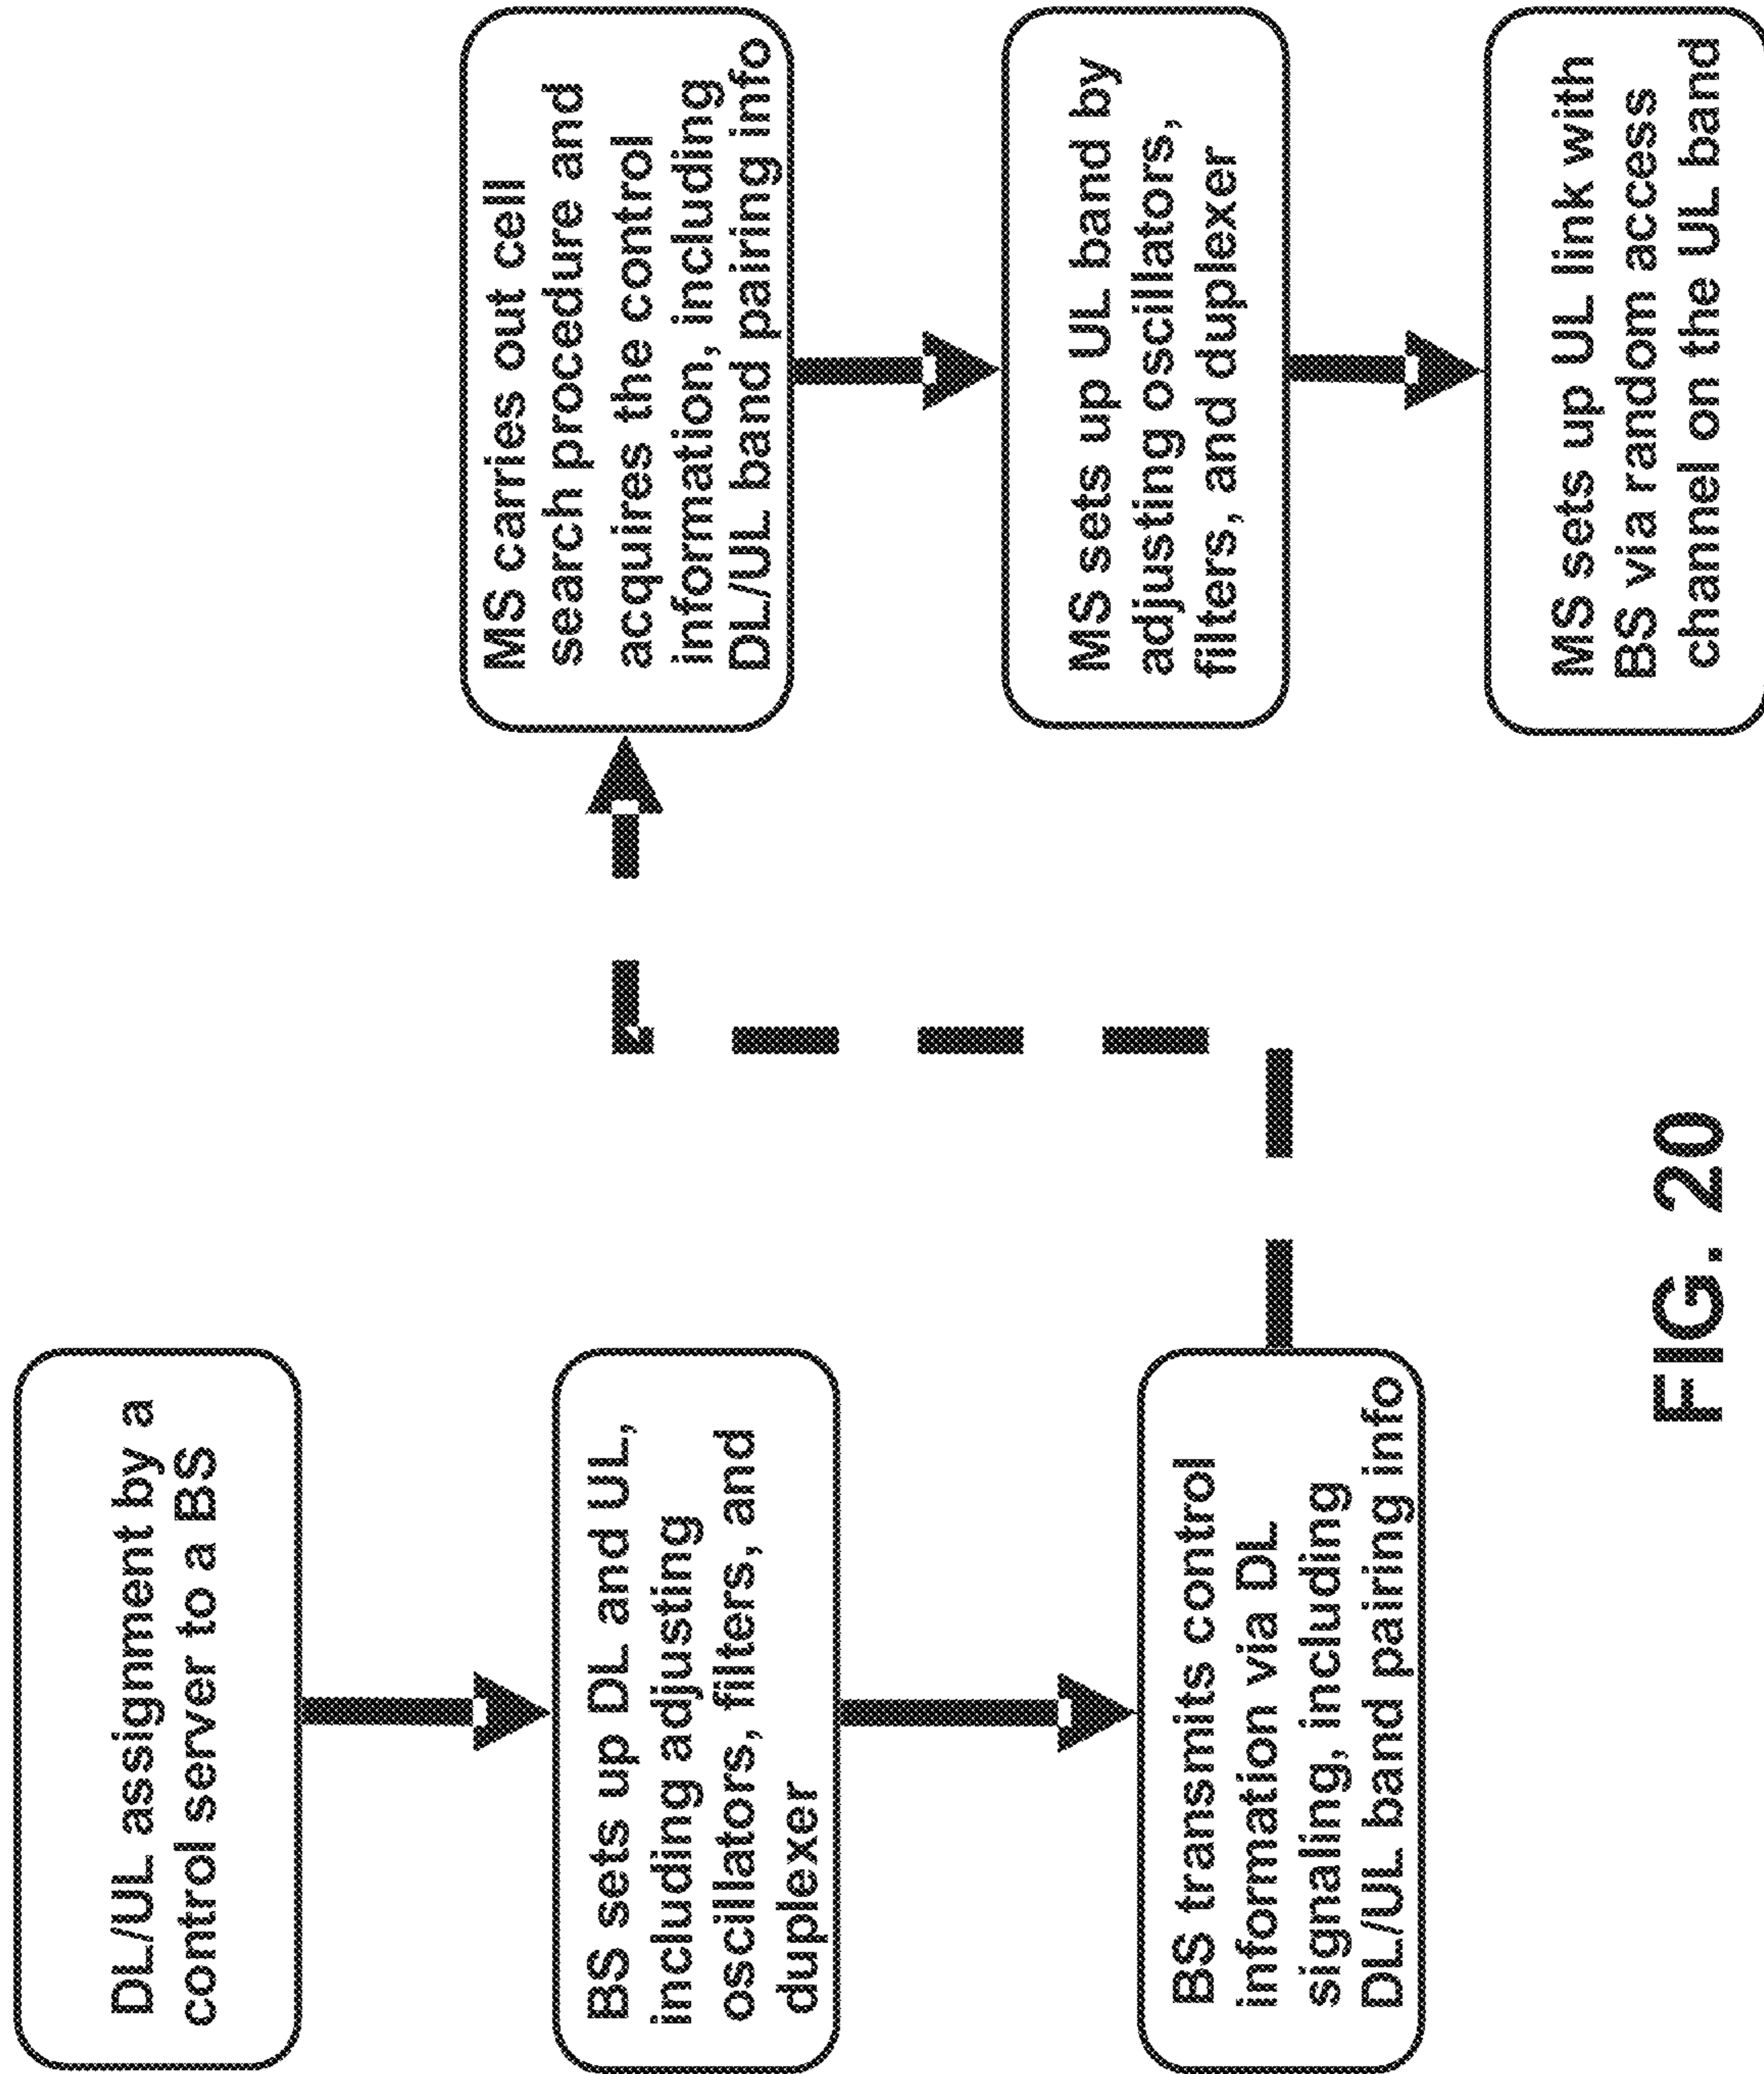 DL/UL assignment by a
control server to a BS
BS sets up DL and UL,
including adjusting
oscillators, filters, and
duplexer
BS transmits control
information via DL
signaling, including
DL/UL band pairing info
MS carries out cell
search procedure and
acquires the control
information, including
DL/UL band pairing info
MS sets up UL band by
adjusting oscillators,
filters, and duplexer
MS sets up UL link with
BS via random access
channel on the UL band
FIG. 20